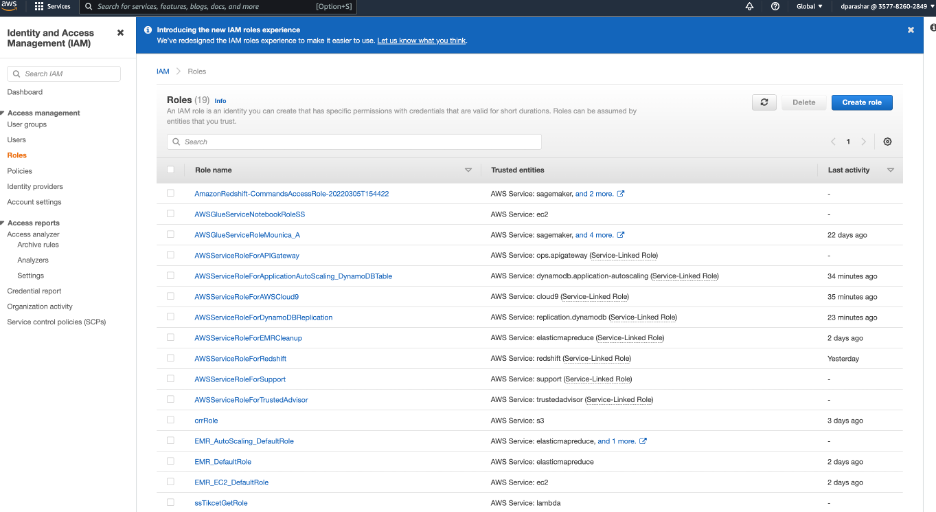 aws
Services
Search for services, features, blogs, docs, and more
[Option+S]
Global ▼
dparashar @ 3577-8260-2849 ▼
Identity and Access
Management (IAM)
Search IAM
Dashboard
Access management
User groups
Users
Roles
Policies
Identity providers
Account settings
Access reports
Access analyzer
Archive rules
Analyzers
Settings
Credential report
Organization activity
Service control policies (SCPs)
Introducing the new IAM roles experience
We've redesigned the IAM roles experience to make it easier to use. Let us know what you think.
IAM > Roles
Roles (19) Info
An IAM role is an identity you can create that has specific permissions with credentials that are valid for short durations. Roles can be assumed by
entities that you trust.
Delete
Create role
Search
1
Role name Trusted entities Last activity
AmazonRedshift-CommandsAccessRole-20220305T154422 AWS Service: sagemaker, and 2 more. -
AWSGlueServiceNotebookRoleSS AWS Service: ec2 -
AWSGlueServiceRoleMounica_A AWS Service: sagemaker, and 4 more. 22 days ago
AWSServiceRoleForAPIGateway AWS Service: ops.apigateway (Service-Linked Role) -
AWSServiceRoleForApplicationAutoScaling_DynamoDBTable AWS Service: dynamodb.application-autoscaling (Service-Linked Role) 34 minutes ago
AWSServiceRoleForAWSCloud9 AWS Service: cloud9 (Service-Linked Role) 35 minutes ago
AWSServiceRoleForDynamoDBReplication AWS Service: replication.dynamodb (Service-Linked Role) 23 minutes ago
AWSServiceRoleForEMRCleanup AWS Service: elasticmapreduce (Service-Linked Role) 2 days ago
AWSServiceRoleForRedshift AWS Service: redshift (Service-Linked Role) Yesterday
AWSServiceRoleForSupport AWS Service: support (Service-Linked Role) -
AWSServiceRoleForTrustedAdvisor AWS Service: trustedadvisor (Service-Linked Role) -
crrRole AWS Service: s3 3 days ago
EMR_AutoScaling_DefaultRole AWS Service: elasticmapreduce, and 1 more. -
EMR_DefaultRole AWS Service: elasticmapreduce 2 days ago
EMR_EC2_DefaultRole AWS Service: ec2 2 days ago
ssTikcetGetRole AWS Service: lambda -